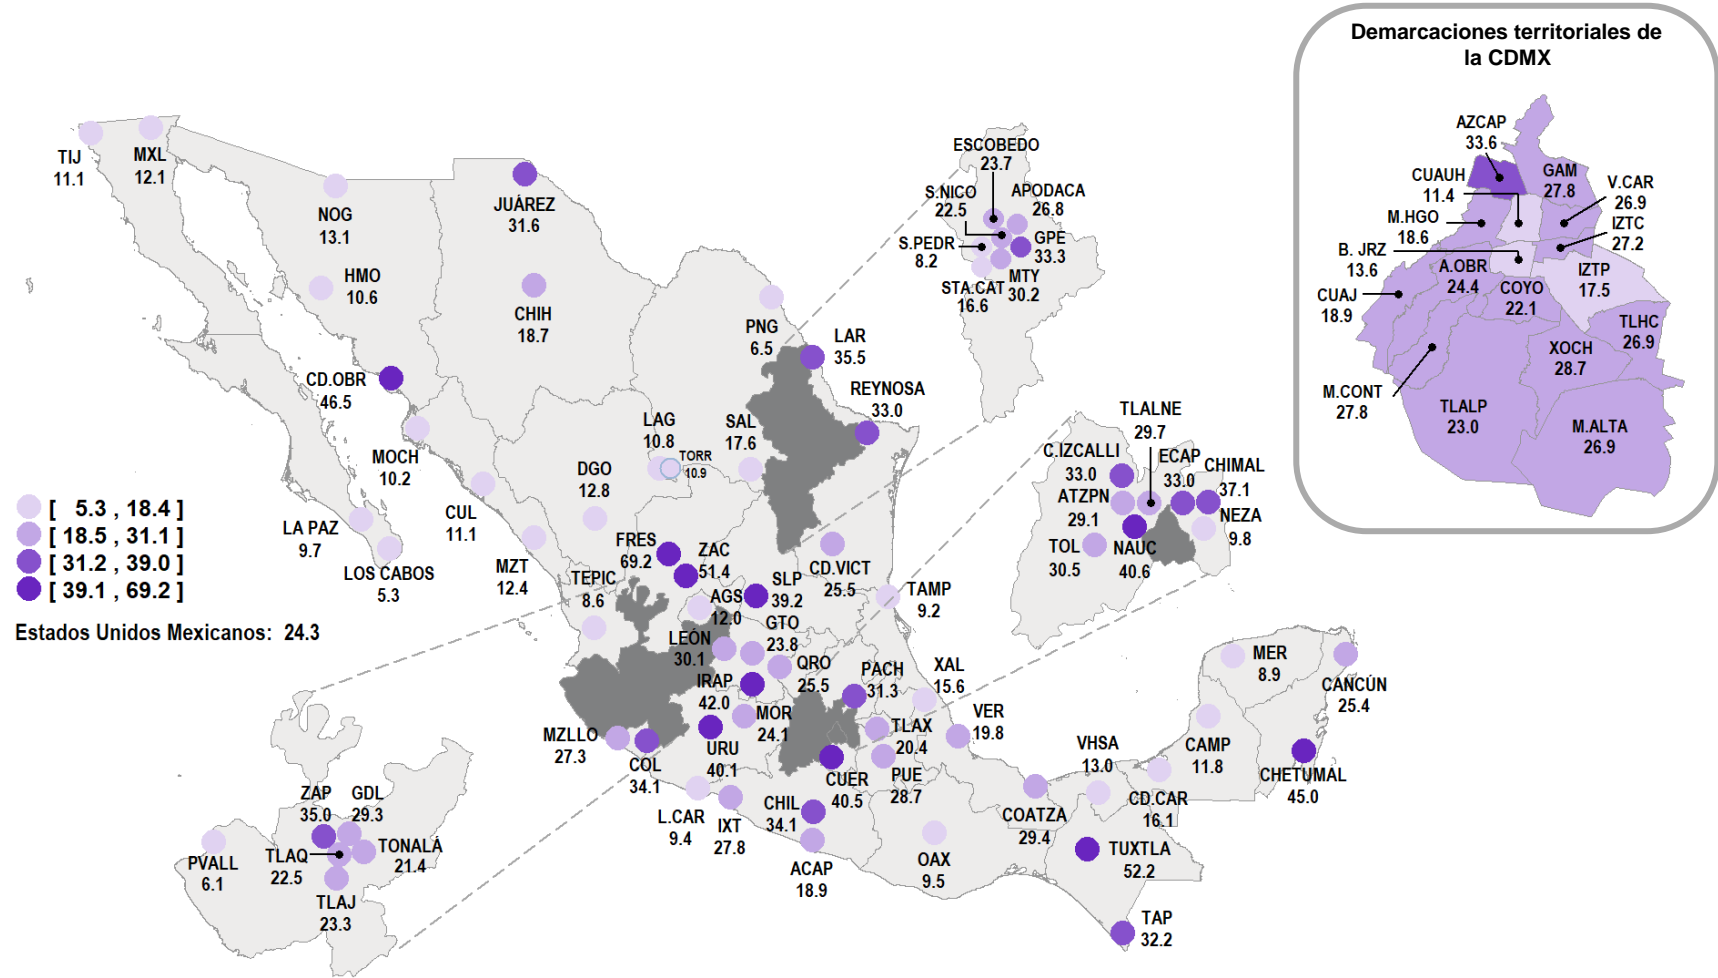 Demarcaciones territoriales de
la CDMX
AZCAP
33.6
CUAUH
11.4
GAM
27.8
V.CAR
26.9
M.HGO
18.6
IZTC
27.2
B. JRZ
13.6
A.OBR
24.4
IZTP
17.5
CUAJ
18.9
COYO
22.1
TLHC
26.9
XOCH
28.7
M.CONT
27.8
TLALP
23.0
M.ALTA
26.9
TIJ
11.1
MXL
12.1
NOG
13.1
JUÁREZ
31.6
HMO
10.6
CHIH
18.7
CD.OBR
46.5
MOCH
10.2
LA PAZ
9.7
LOS CABOS
5.3
CUL
11.1
MZT
12.4
DGO
12.8
LAG
10.8
TORR
10.9
SAL
17.6
PNG
6.5
LAR
35.5
REYNOSA
33.0
ESCOBEDO
23.7
S.NICO
22.5
APODACA
26.8
S.PEDR
8.2
GPE
33.3
STA.CAT
16.6
MTY
30.2
TLALNE
29.7
C.IZCALLI
33.0
ECAP
33.0
CHIMAL
37.1
ATZPN
29.1
NEZA
9.8
TOL
30.5
NAUC
40.6
[ 5.3 , 18.4 ]
[ 18.5 , 31.1 ]
[ 31.2 , 39.0 ]
[ 39.1 , 69.2 ]
Estados Unidos Mexicanos: 24.3
FRES
69.2
ZAC
51.4
TEPIC
8.6
AGS
12.0
SLP
39.2
CD.VICT
25.5
TAMP
9.2
LEÓN
30.1
GTO
23.8
QRO
25.5
IRAP
42.0
PACH
31.3
XAL
15.6
MZLLO
27.3
COL
34.1
URU
40.1
MOR
24.1
TLAX
20.4
VER
19.8
CUER
40.5
PUE
28.7
L.CAR
9.4
IXT
27.8
CHIL
34.1
ACAP
18.9
OAX
9.5
COATZA
29.4
VHSA
13.0
CD.CAR
16.1
CAMP
11.8
MER
8.9
CANCÚN
25.4
CHETUMAL
45.0
TUXTLA
52.2
TAP
32.2
ZAP
35.0
GDL
29.3
PVALL
6.1
TLAQ
22.5
TONALÁ
21.4
TLAJ
23.3